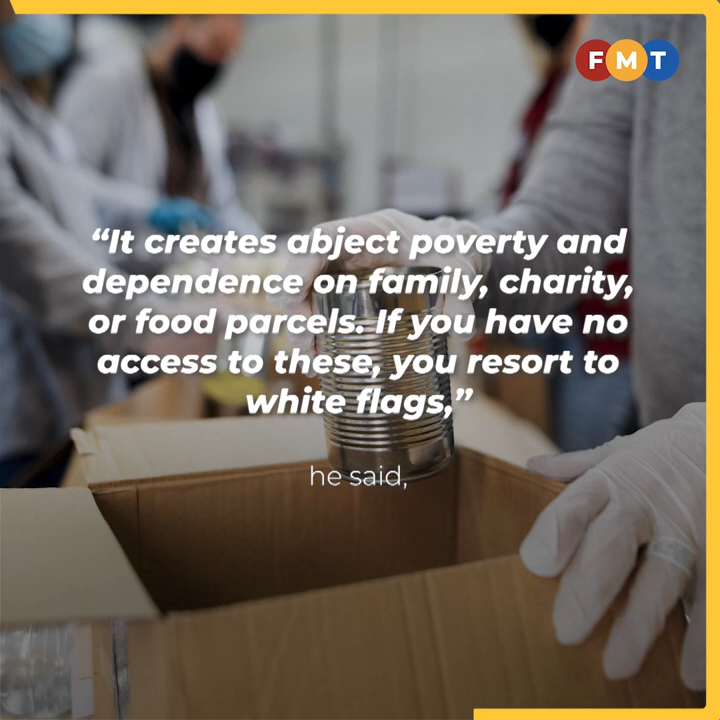 FMT
“It creates abject poverty and
dependence on family, charity,
or food parcels. If you have no
access to these, you resort to
white flags,”
he said,